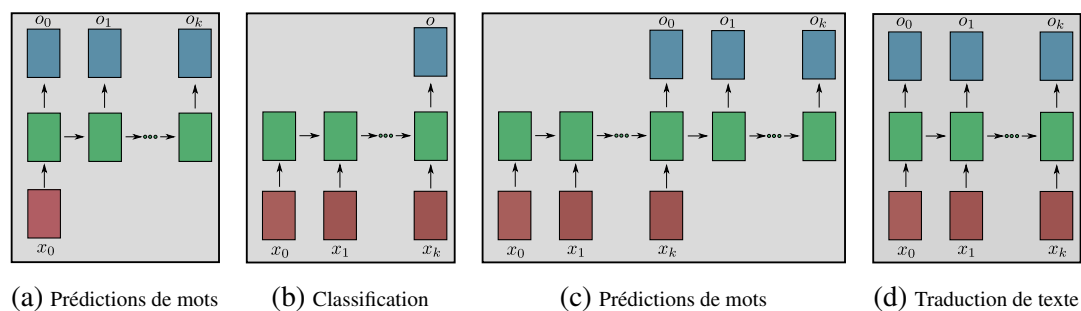 o₀ o₁ oₖ
x₀
(a) Prédictions de mots
o
x₀ x₁ xₖ
(b) Classification
o₀ o₁ oₖ
x₀ x₁ xₖ
(c) Prédictions de mots
o₀ o₁ oₖ
x₀ x₁ xₖ
(d) Traduction de texte